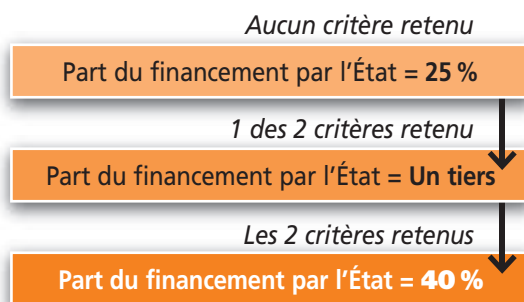 Aucun critère retenu
Part du financement par l'État = 25 %
1 des 2 critères retenu
Part du financement par l'État = Un tiers
Les 2 critères retenus
Part du financement par l'État = 40 %